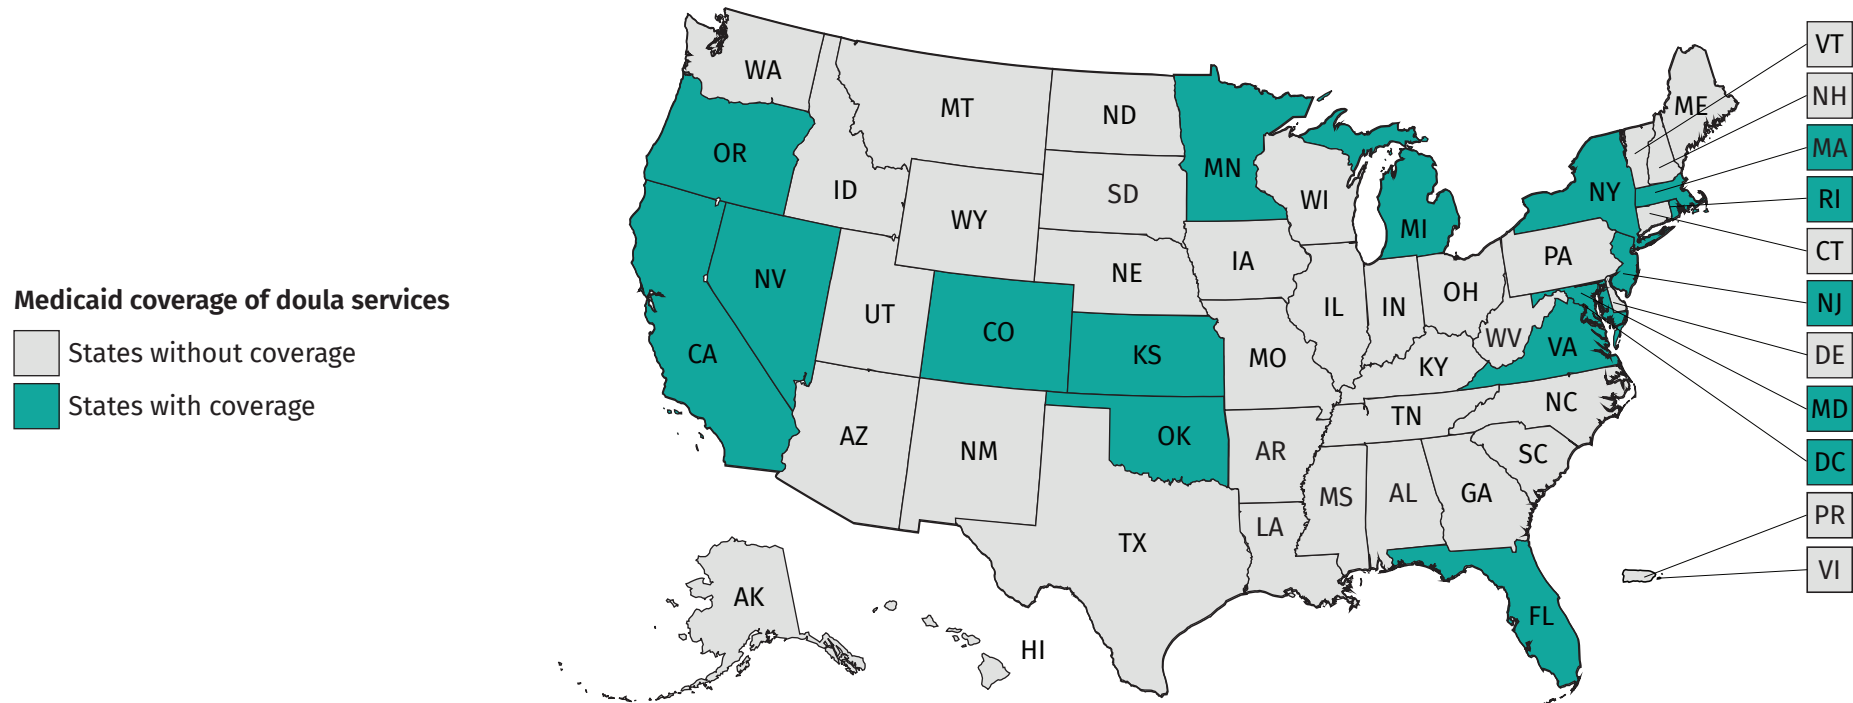 Medicaid coverage of doula services
States without coverage
States with coverage
WA
MT
ND
OR
ID
WY
SD
MN
WI
MI
NY
ME
NV
UT
CO
NE
IA
IL
IN
OH
PA
CA
KS
MO
KY
WV
VA
AZ
NM
OK
AR
TN
NC
SC
MS
AL
GA
LA
TX
FL
AK
HI
VT
NH
MA
RI
CT
NJ
DE
MD
DC
PR
VI